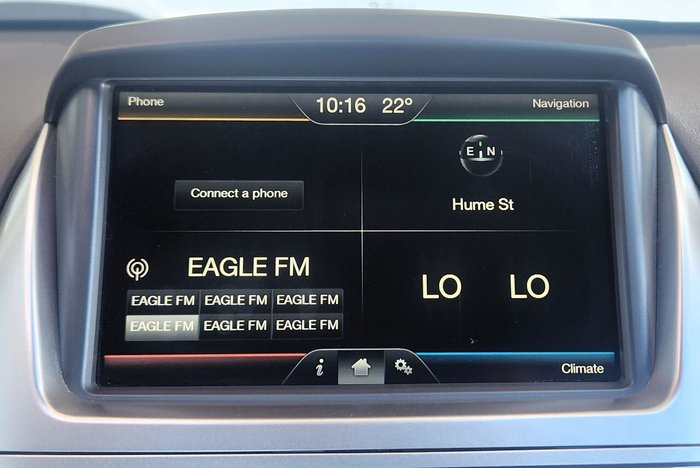 Phone
10:16 22°
Navigation
E N
Connect a phone
Hume St
EAGLE FM
EAGLE FM EAGLE FM EAGLE FM
EAGLE FM EAGLE FM EAGLE FM
LO LO
i
Climate